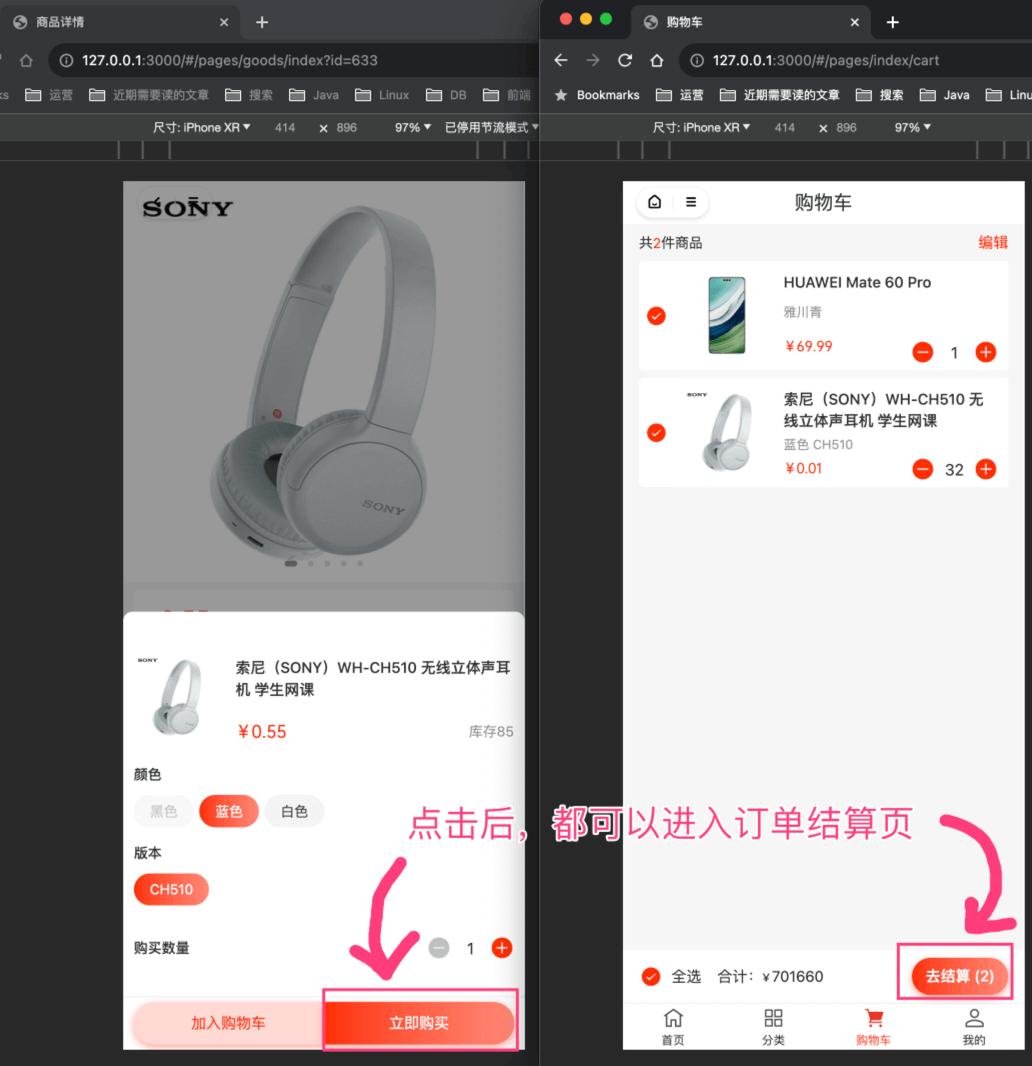 商品详情
127.0.0.1:3000/#/pages/goods/index?id=633
ks 运营 近期需要读的文章 搜索 Java Linux DB 前端
尺寸: iPhone XR 414 × 896 97% 已停用节流模式
SONY
SONY
SONY
索尼（SONY）WH-CH510 无线立体声耳
机 学生网课
¥0.55
库存85
颜色
黑色 蓝色 白色
版本
CH510
购买数量
1
加入购物车 立即购买
点击后，都可以进入订单结算页
购物车
127.0.0.1:3000/#/pages/index/cart
Bookmarks 运营 近期需要读的文章 搜索 Java Linu
尺寸: iPhone XR 414 × 896 97%
购物车
共2件商品
编辑
HUAWEI Mate 60 Pro
雅川青
¥69.99
1
SONY
索尼（SONY）WH-CH510 无
线立体声耳机 学生网课
蓝色 CH510
¥0.01
32
全选 合计：¥701660 去结算 (2)
首页 分类 购物车 我的